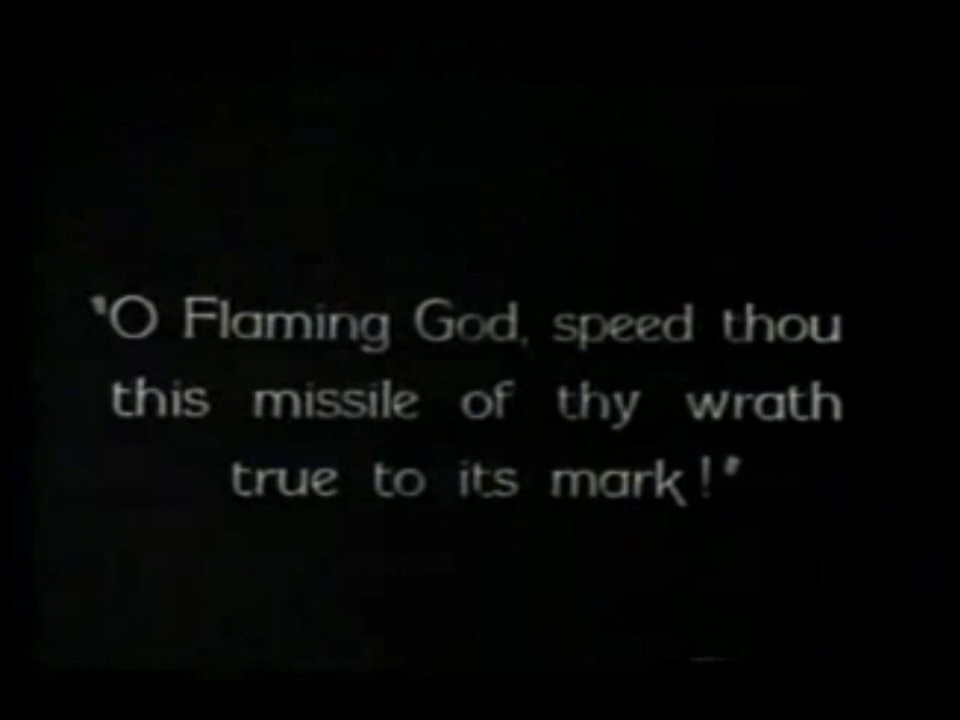 "O Flaming God, speed thou
this missile of thy wrath
true to its mark!"